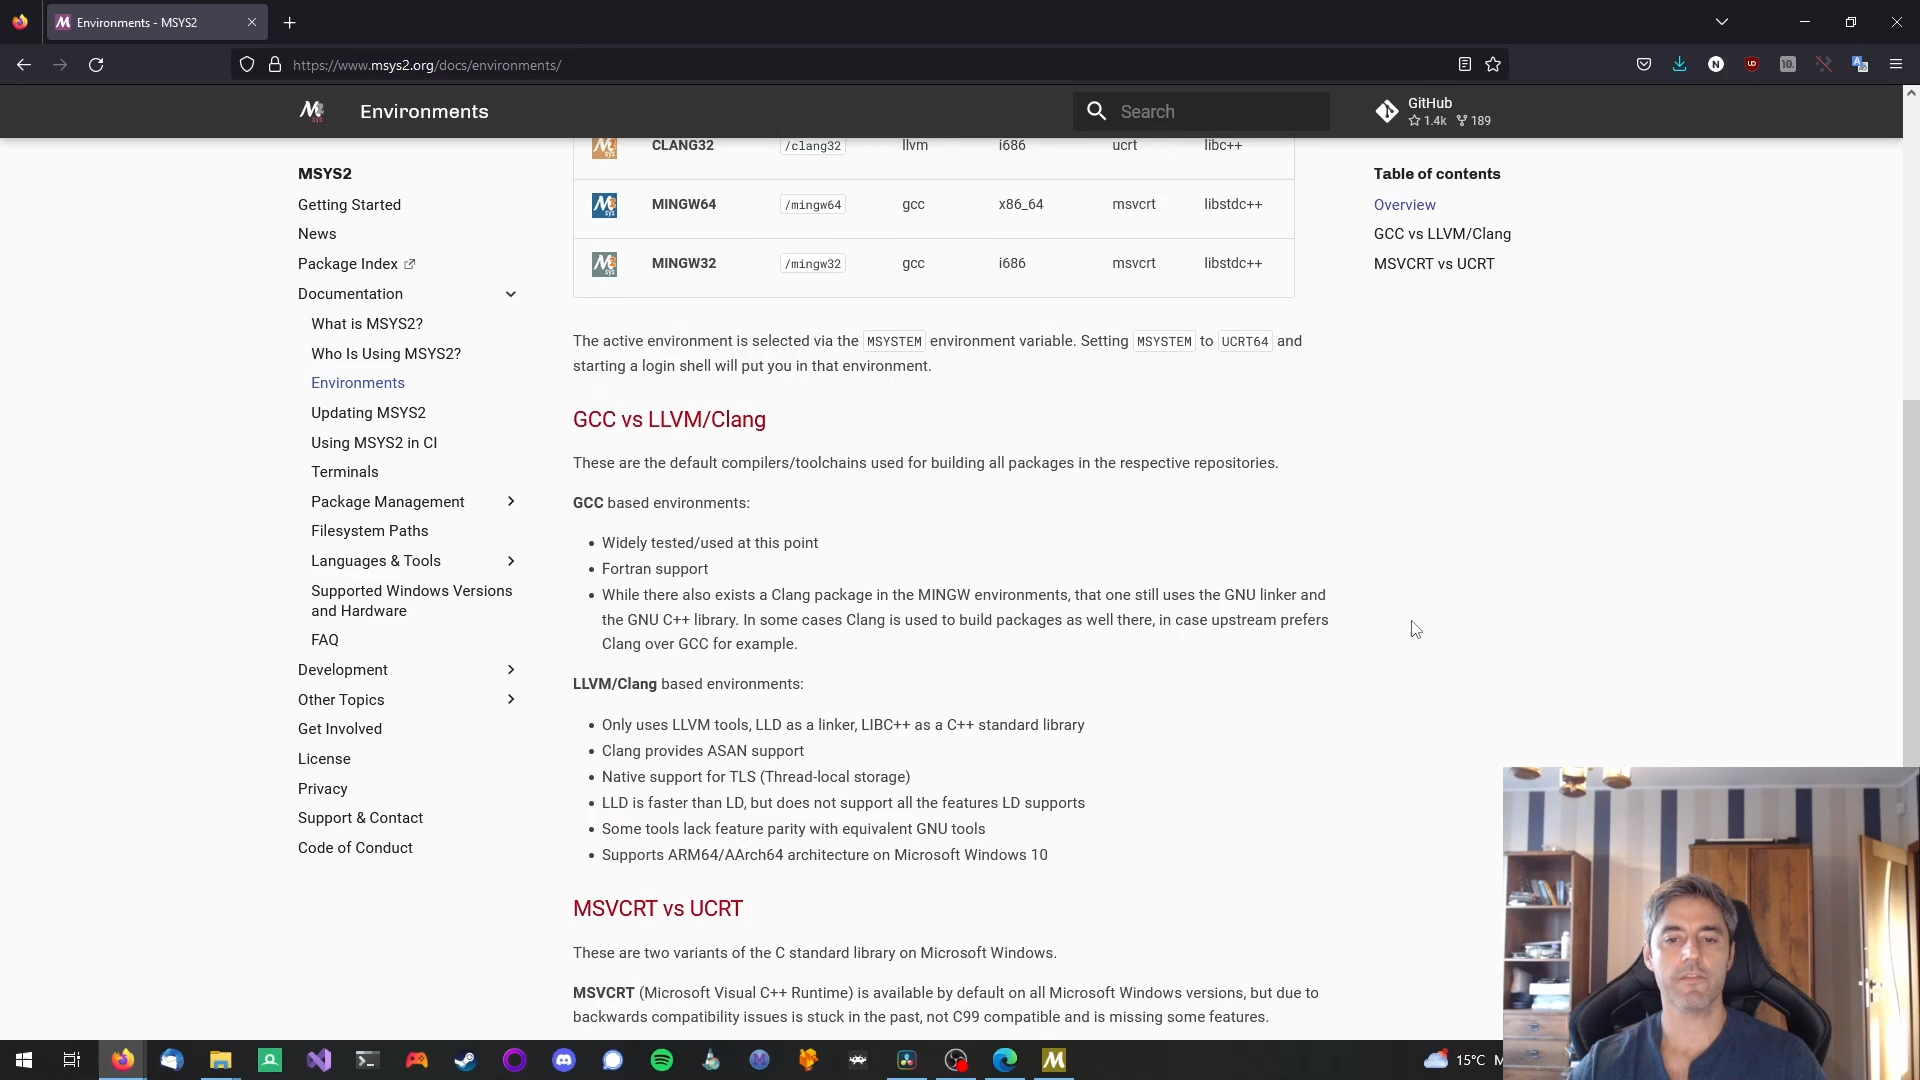 Environments - MSYS2
https://www.msys2.org/docs/environments/
Environments
Search
GitHub
1.4k 189
MSYS2
Getting Started
News
Package Index
Documentation
What is MSYS2?
Who Is Using MSYS2?
Environments
Updating MSYS2
Using MSYS2 in CI
Terminals
Package Management
Filesystem Paths
Languages & Tools
Supported Windows Versions
and Hardware
FAQ
Development
Other Topics
Get Involved
License
Privacy
Support & Contact
Code of Conduct
CLANG32 /clang32 llvm i686 ucrt libc++
MINGW64 /mingw64 gcc x86_64 msvcrt libstdc++
MINGW32 /mingw32 gcc i686 msvcrt libstdc++
The active environment is selected via the MSYSTEM environment variable. Setting MSYSTEM to UCRT64 and
starting a login shell will put you in that environment.
GCC vs LLVM/Clang
These are the default compilers/toolchains used for building all packages in the respective repositories.
GCC based environments:
• Widely tested/used at this point
• Fortran support
• While there also exists a Clang package in the MINGW environments, that one still uses the GNU linker and
the GNU C++ library. In some cases Clang is used to build packages as well there, in case upstream prefers
Clang over GCC for example.
LLVM/Clang based environments:
• Only uses LLVM tools, LLD as a linker, LIBC++ as a C++ standard library
• Clang provides ASAN support
• Native support for TLS (Thread-local storage)
• LLD is faster than LD, but does not support all the features LD supports
• Some tools lack feature parity with equivalent GNU tools
• Supports ARM64/AArch64 architecture on Microsoft Windows 10
MSVCRT vs UCRT
These are two variants of the C standard library on Microsoft Windows.
MSVCRT (Microsoft Visual C++ Runtime) is available by default on all Microsoft Windows versions, but due to
backwards compatibility issues is stuck in the past, not C99 compatible and is missing some features.
Table of contents
Overview
GCC vs LLVM/Clang
MSVCRT vs UCRT
15°C